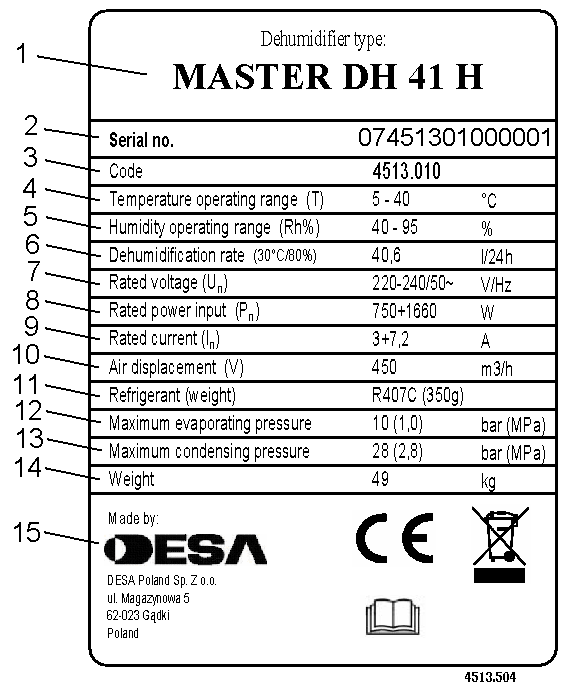 Dehumidifier type:
1 MASTER DH 41 H
2 Serial no. 07451301000001
3 Code 4513.010
4 Temperature operating range (T) 5 - 40 °C
5 Humidity operating range (Rh%) 40 - 95 %
6 Dehumidification rate (30°C/80%) 40,6 l/24h
7 Rated voltage (Un) 220-240/50~ V/Hz
8 Rated power input (Pn) 750+1660 W
9 Rated current (In) 3+7,2 A
10 Air displacement (V) 450 m3/h
11 Refrigerant (weight) R407C (350g)
12 Maximum evaporating pressure 10 (1,0) bar (MPa)
13 Maximum condensing pressure 28 (2,8) bar (MPa)
14 Weight 49 kg
Made by:
15 DESA CE
DESA Poland Sp. Z o.o.
ul. Magazynowa 5
62-023 Gądki
Poland
4513.504